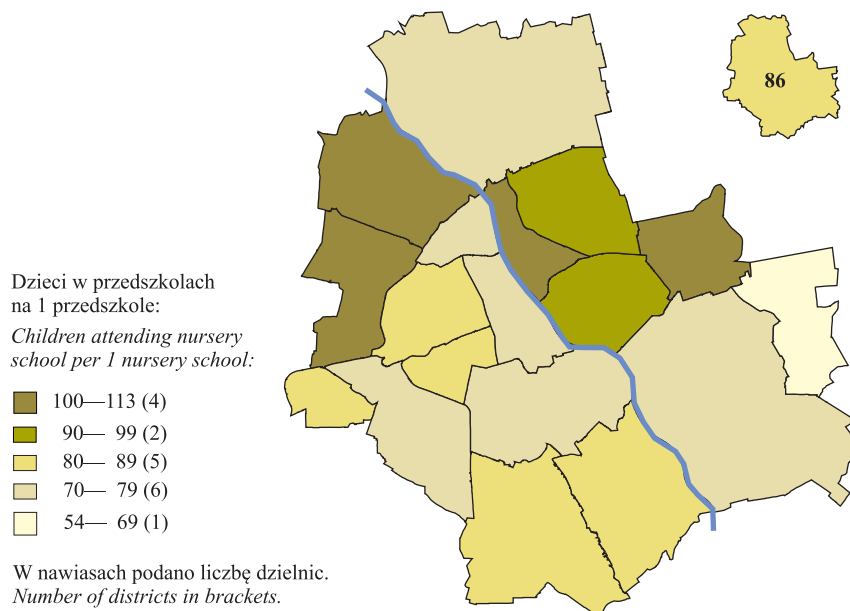 86
Dzieci w przedszkolach
na 1 przedszkole:
Children attending nursery
school per 1 nursery school:
100—113 (4)
90— 99 (2)
80— 89 (5)
70— 79 (6)
54— 69 (1)
W nawiasach podano liczbę dzielnic.
Number of districts in brackets.